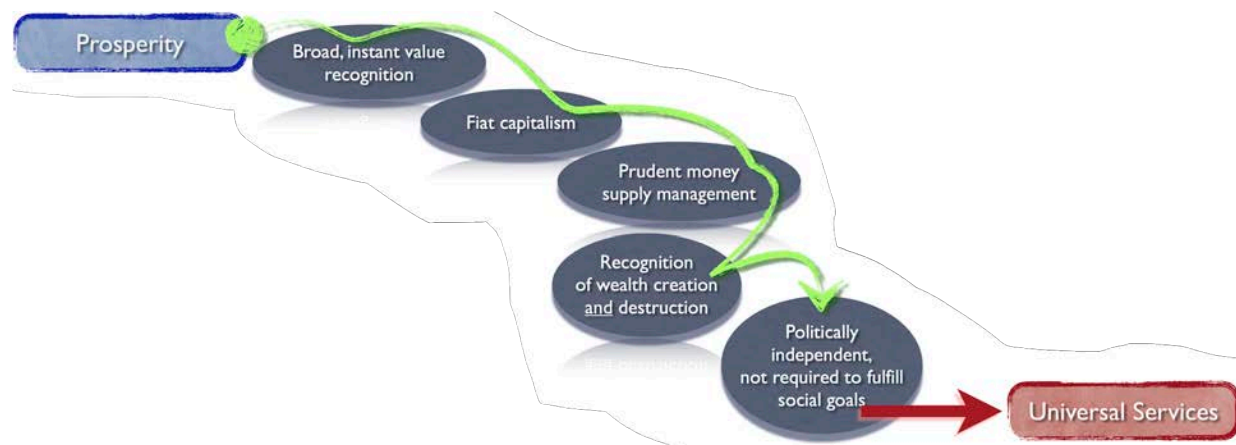 Prosperity
Broad, instant value
recognition
Fiat capitalism
Prudent money
supply management
Recognition
of wealth creation
and destruction
Politically
independent,
not required to fulfill
social goals
Universal Services